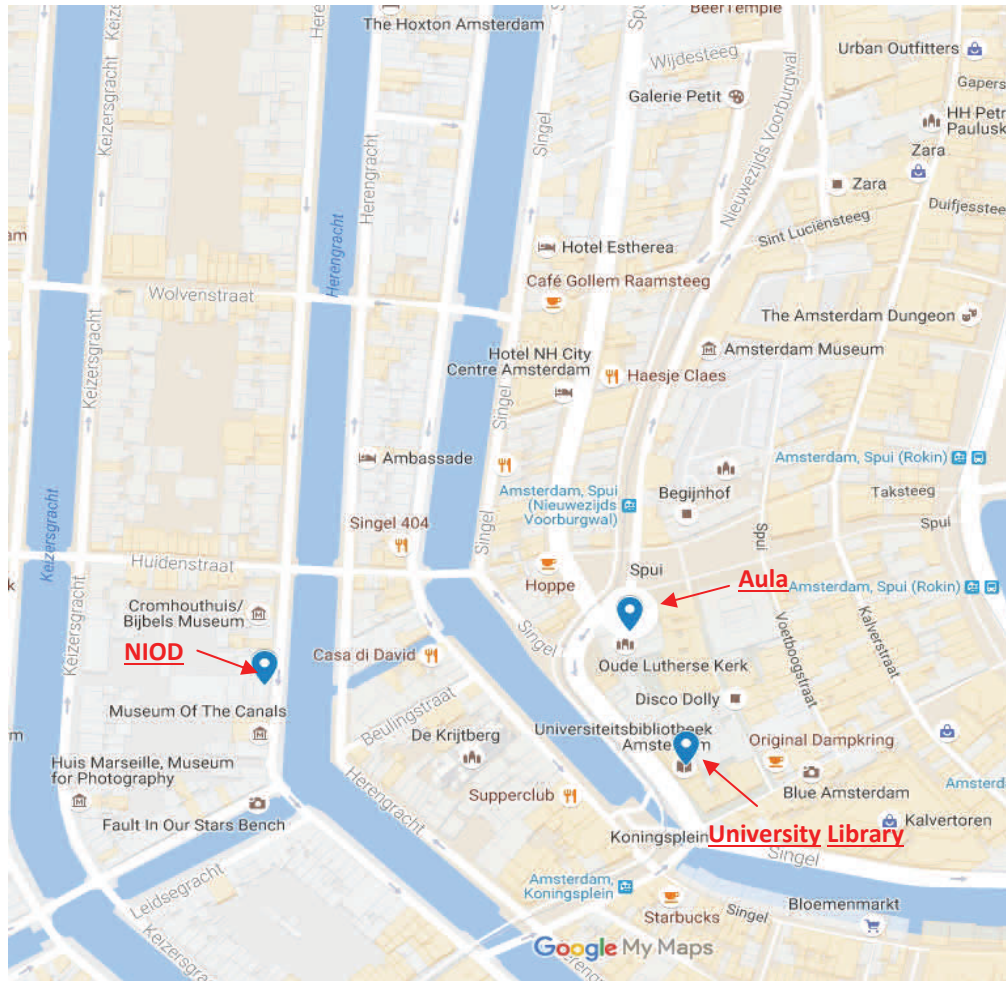 BeerTemple
The Hoxton Amsterdam
Keizersgracht
Keizersgracht
Herengracht
Singel
Wijdesteeg
Urban Outfitters
Galerie Petit
Nieuwezijds Voorburgwal
HH Petr
Paulusk
Zara
Zara
Herengracht
Singel
Duifjessteeg
Sint Luciënsteeg
Hotel Estherea
Herengracht
Café Gollem Raamsteeg
Wolvenstraat
The Amsterdam Dungeon
Keizersgracht
Keizersgracht
Hotel NH City
Centre Amsterdam
Amsterdam Museum
Haesje Claes
Singel
Ambassade
Amsterdam, Spui (Rokin)
Begijnhof
Amsterdam, Spui
(Nieuwezijds
Voorburgwal)
Taksteeg
Spui
Spui
Singel 404
Singel
Keizersgracht
Huidenstraat
Hoppe
Spui
Aula
Amsterdam, Spui (Rokin)
Cromhouthuis/
Bijbels Museum
NIOD
Keizersgracht
Casa di David
Singel
Voetboogstraat
Kalverstraat
Oude Lutherse Kerk
Disco Dolly
Museum Of The Canals
Beulingstraat
De Krijtberg
Universiteitsbibliotheek
Amsterdam
Original Dampkring
Huis Marseille, Museum
for Photography
Blue Amsterdam
Supperclub
Fault In Our Stars Bench
Herengracht
Kalvertoren
Koningsplein
University Library
Singel
Leidsegracht
Amsterdam,
Koningsplein
Starbucks
Singel
Bloemenmarkt
Google My Maps